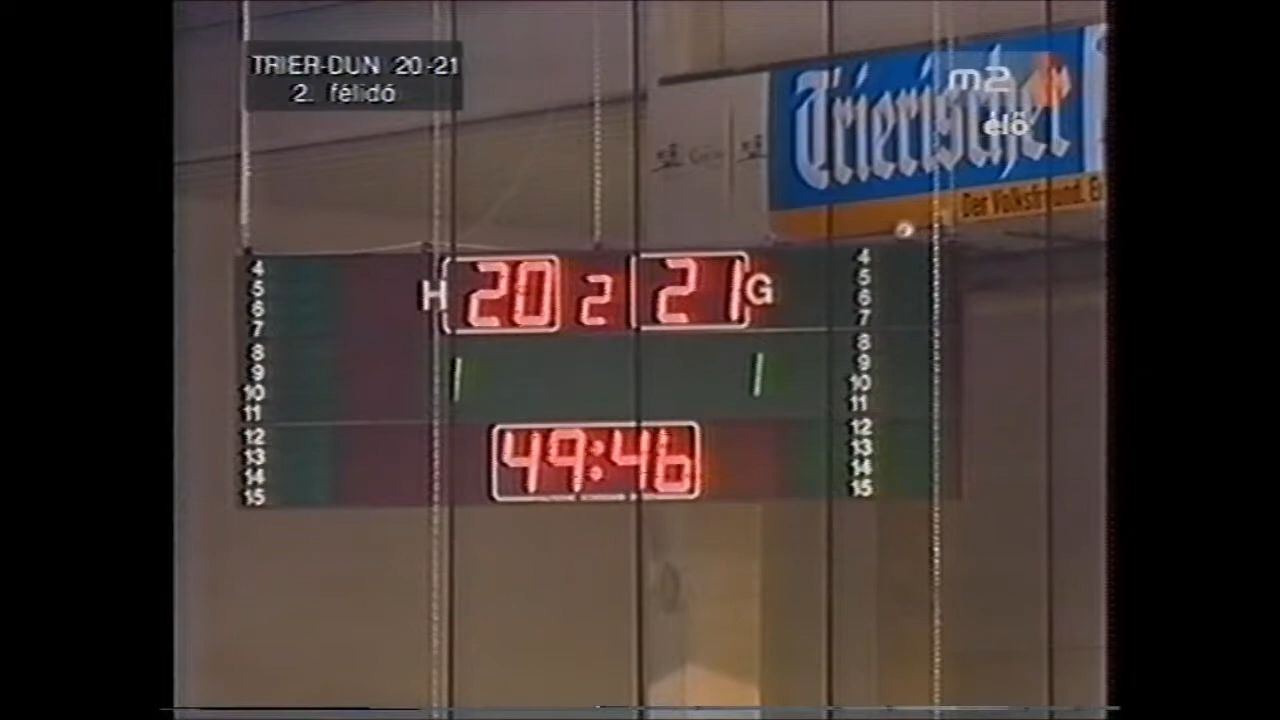 TRIER-DUN 20-21
2. félidő
m2
élő
Trierischer
Der Volksfreund.
H 20 2 21 G
4 4
5 5
6 6
7 7
8 8
9 9
10 10
11 11
49:46
12 12
13 13
14 14
15 15